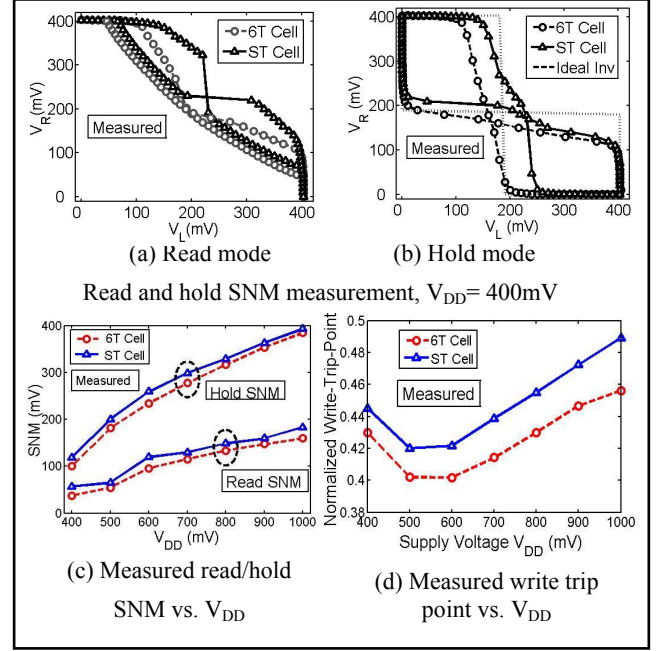 400
300
200
100
0
V_R (mV)
6T Cell
ST Cell
Measured
0 100 200 300 400
V_L (mV)
(a) Read mode
400
300
200
100
0
V_R (mV)
6T Cell
ST Cell
Ideal Inv
Measured
0 100 200 300 400
V_L (mV)
(b) Hold mode
Read and hold SNM measurement, V_DD= 400mV
400
300
200
100
0
SNM (mV)
6T Cell
ST Cell
Measured
Hold SNM
Read SNM
400 500 600 700 800 900 1000
V_DD (mV)
(c) Measured read/hold
SNM vs. V_DD
0.5
0.48
0.46
0.44
0.42
0.4
0.38
Normalized Write-Trip-Point
6T Cell
ST Cell
Measured
400 500 600 700 800 900 1000
Supply Voltage V_DD (mV)
(d) Measured write trip
point vs. V_DD